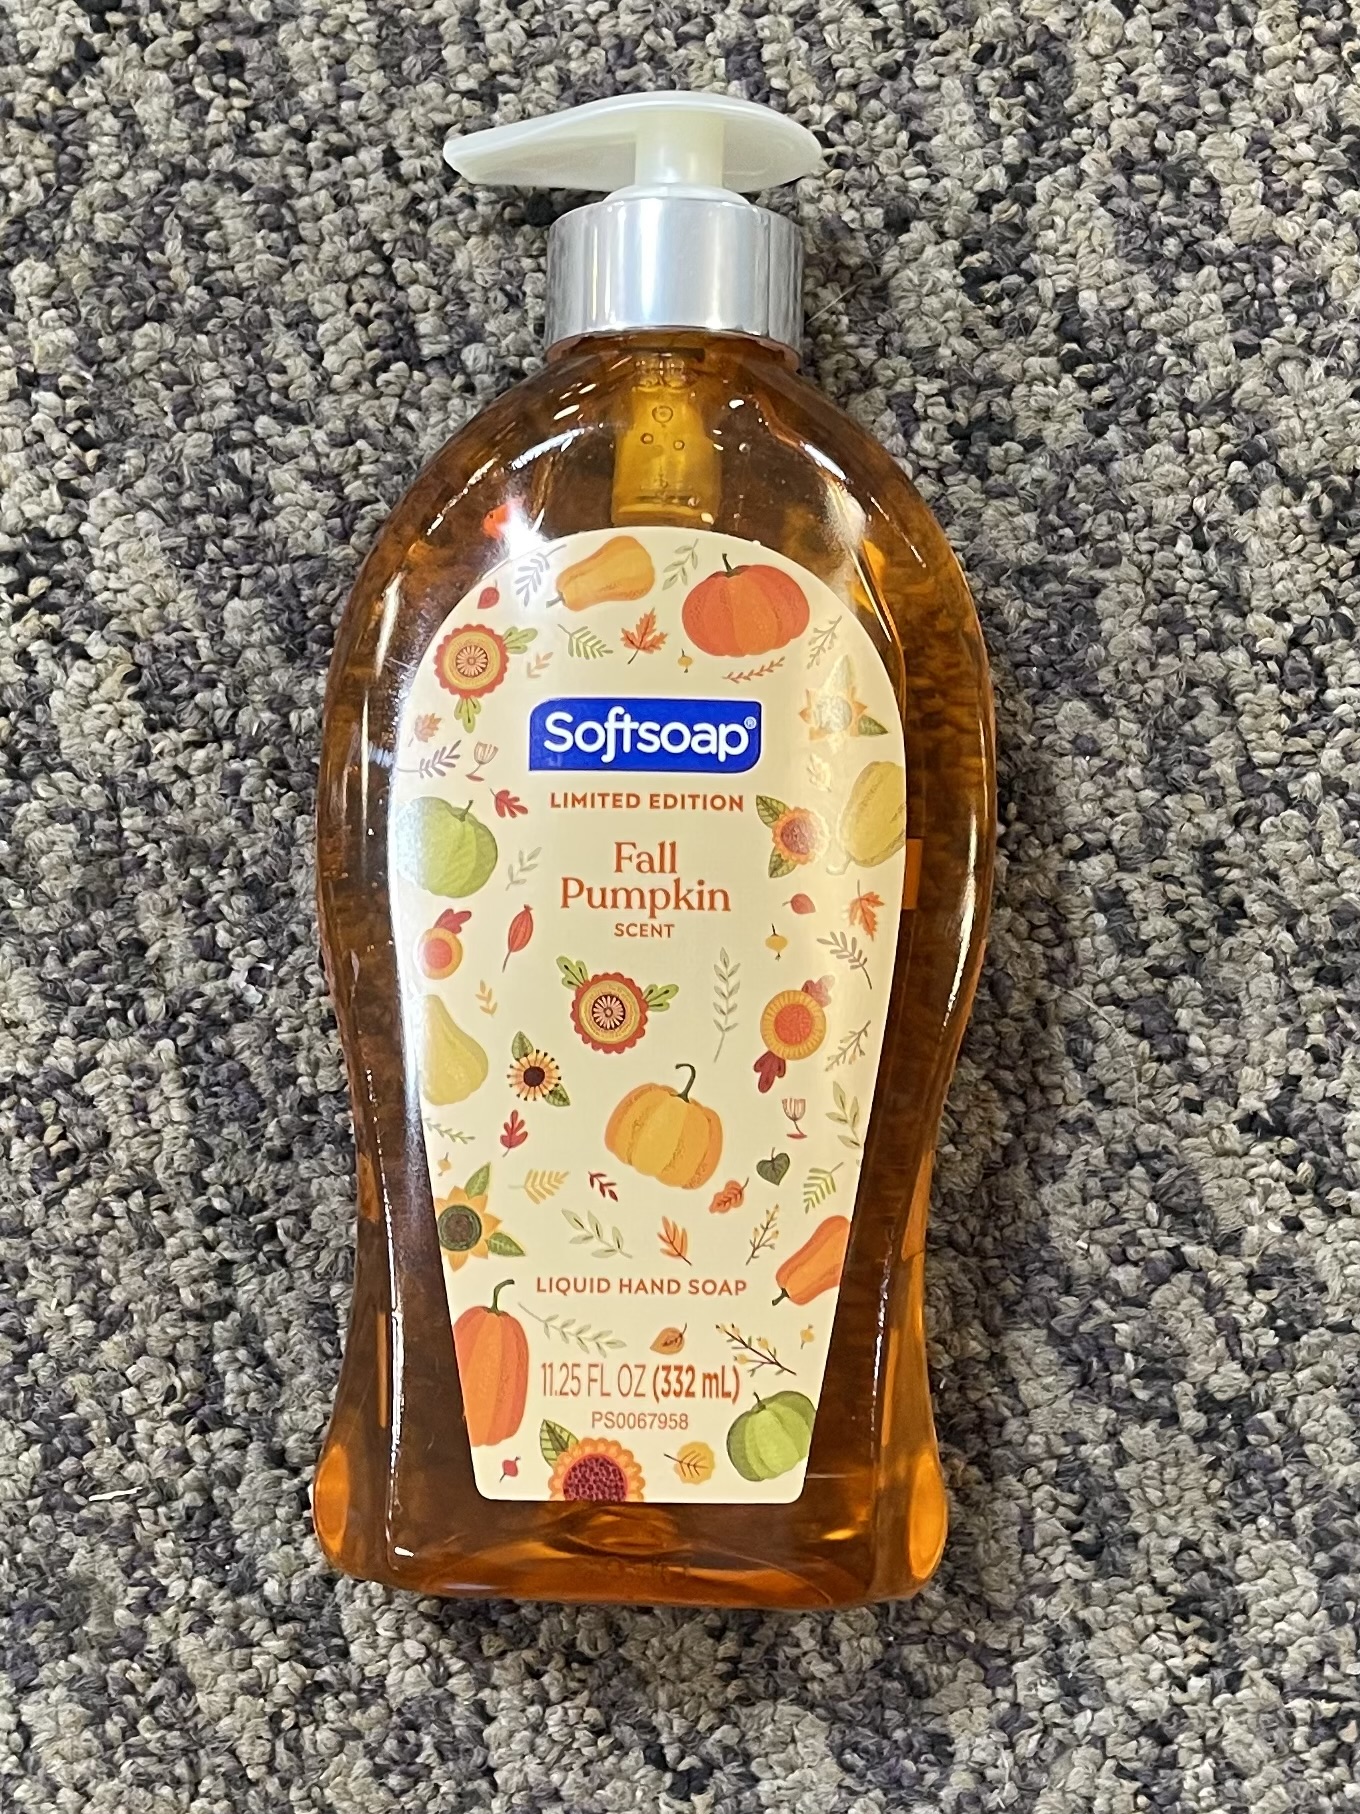 Softsoap®
LIMITED EDITION
Fall
Pumpkin
SCENT
LIQUID HAND SOAP
11.25 FL OZ (332 mL)
PS0067958